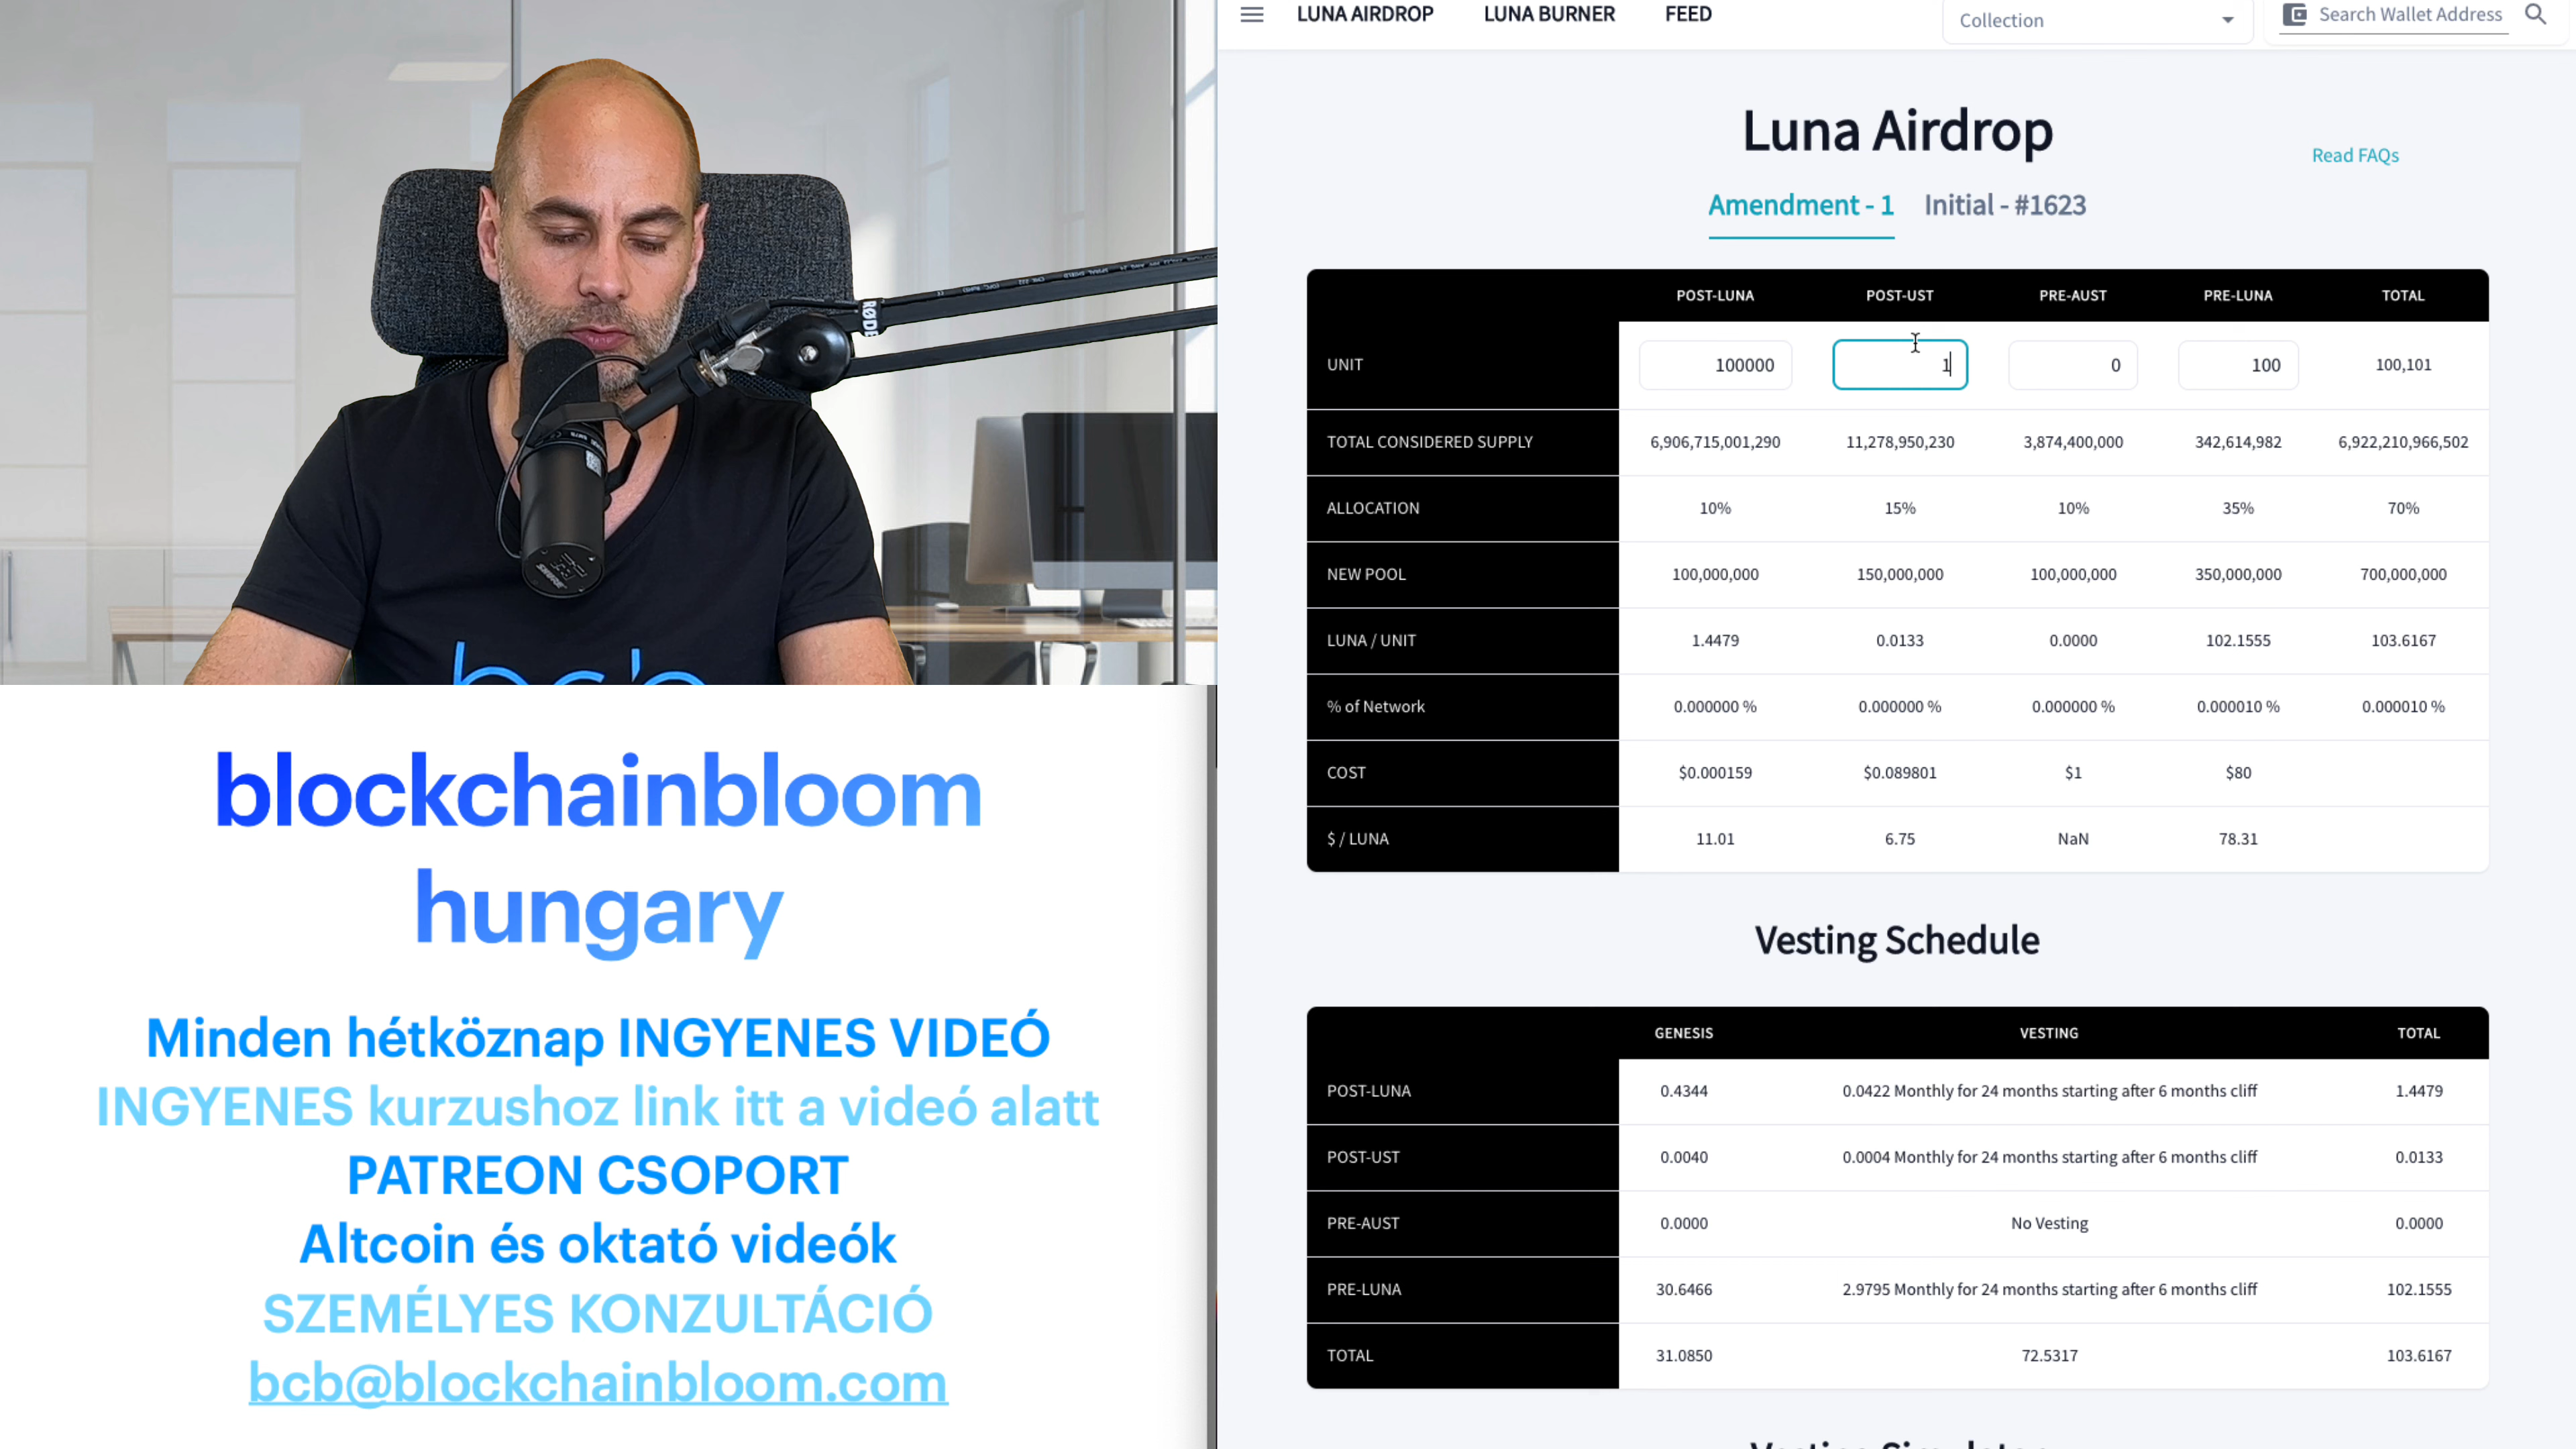 RØDE
SHURE
bcb
blockchainbloom
hungary
Minden hétköznap INGYENES VIDEÓ
INGYENES kurzushoz link itt a videó alatt
PATREON CSOPORT
Altcoin és oktató videók
SZEMÉLYES KONZULTÁCIÓ
bcb@blockchainbloom.com
LUNA AIRDROP LUNA BURNER FEED Collection Search Wallet Address
Luna Airdrop
Read FAQs
Amendment - 1 Initial - #1623
POST-LUNA POST-UST PRE-AUST PRE-LUNA TOTAL
UNIT 100000 1 0 100 100,101
TOTAL CONSIDERED SUPPLY 6,906,715,001,290 11,278,950,230 3,874,400,000 342,614,982 6,922,210,966,502
ALLOCATION 10% 15% 10% 35% 70%
NEW POOL 100,000,000 150,000,000 100,000,000 350,000,000 700,000,000
LUNA / UNIT 1.4479 0.0133 0.0000 102.1555 103.6167
% of Network 0.000000 % 0.000000 % 0.000000 % 0.000010 % 0.000010 %
COST $0.000159 $0.089801 $1 $80
$ / LUNA 11.01 6.75 NaN 78.31
Vesting Schedule
GENESIS VESTING TOTAL
POST-LUNA 0.4344 0.0422 Monthly for 24 months starting after 6 months cliff 1.4479
POST-UST 0.0040 0.0004 Monthly for 24 months starting after 6 months cliff 0.0133
PRE-AUST 0.0000 No Vesting 0.0000
PRE-LUNA 30.6466 2.9795 Monthly for 24 months starting after 6 months cliff 102.1555
TOTAL 31.0850 72.5317 103.6167
Vesting Simulator